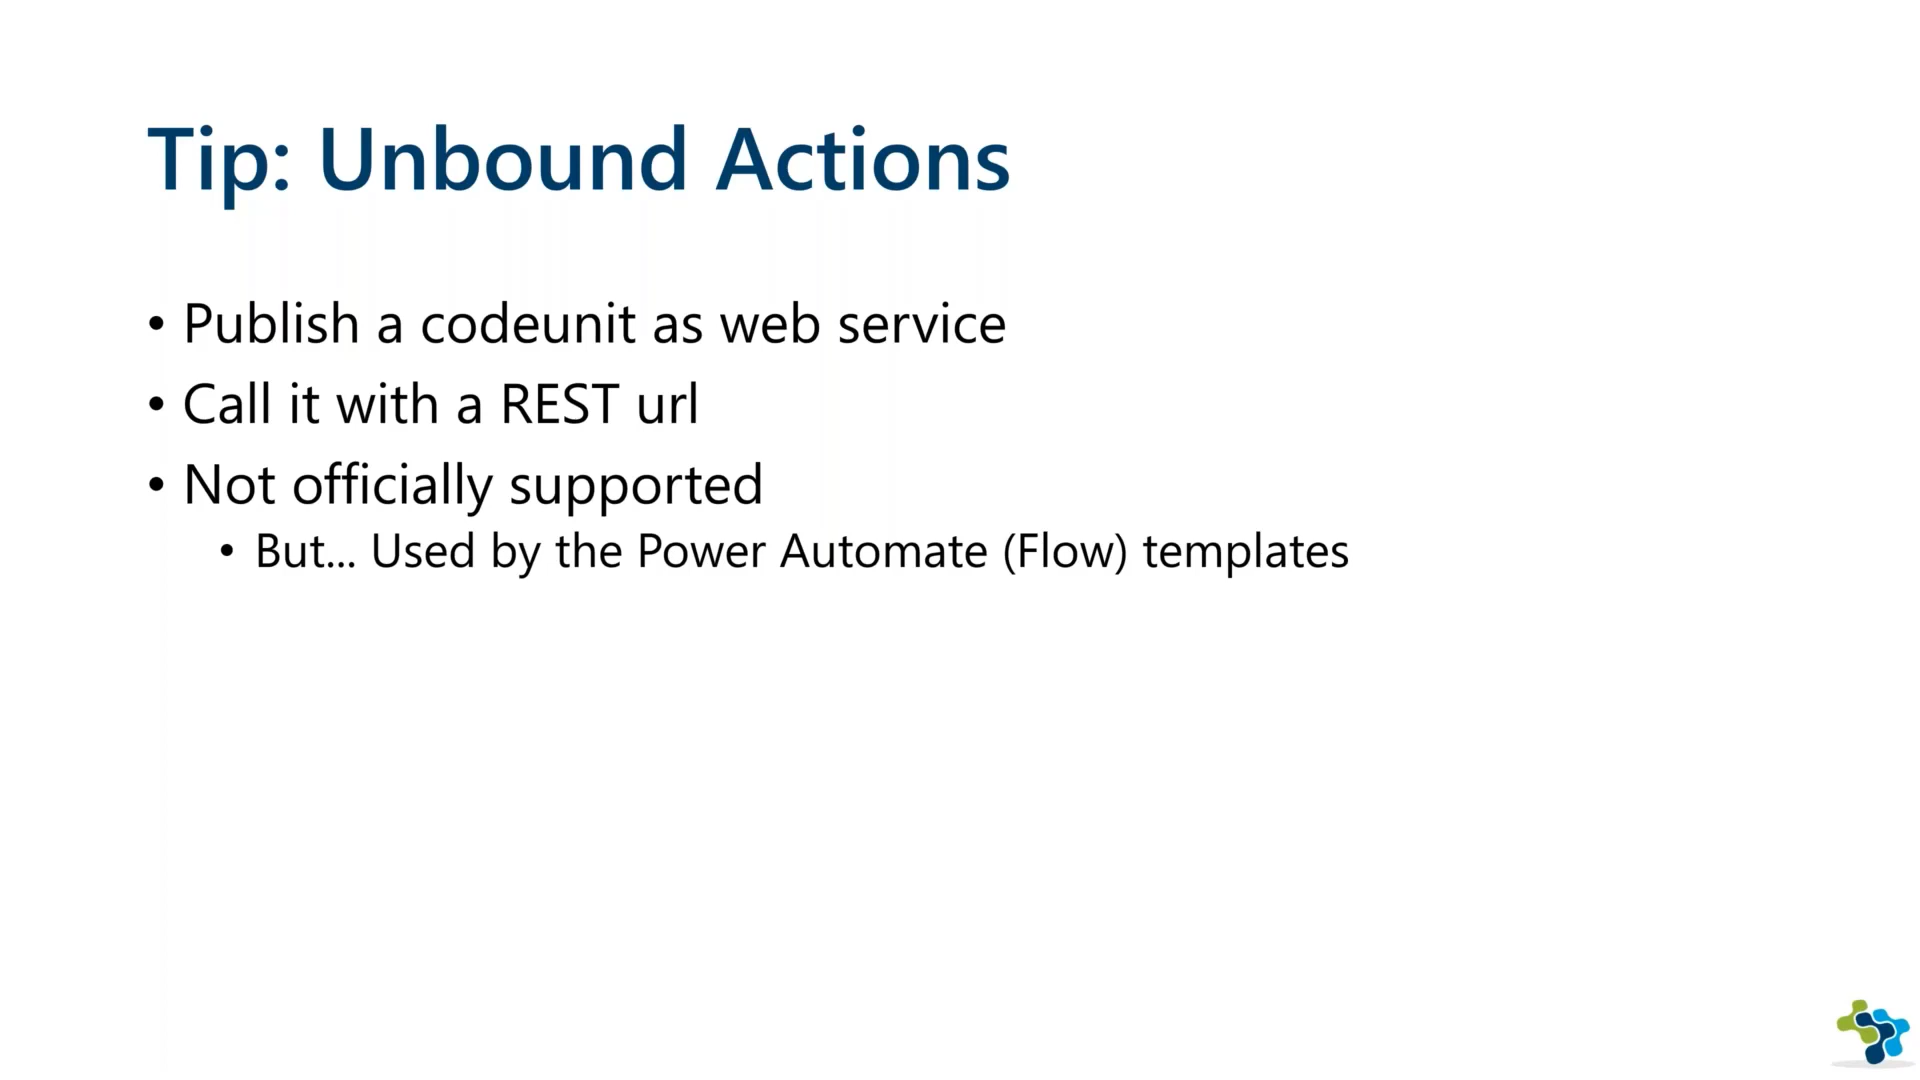 Tip: Unbound Actions
• Publish a codeunit as web service
• Call it with a REST url
• Not officially supported
• But... Used by the Power Automate (Flow) templates